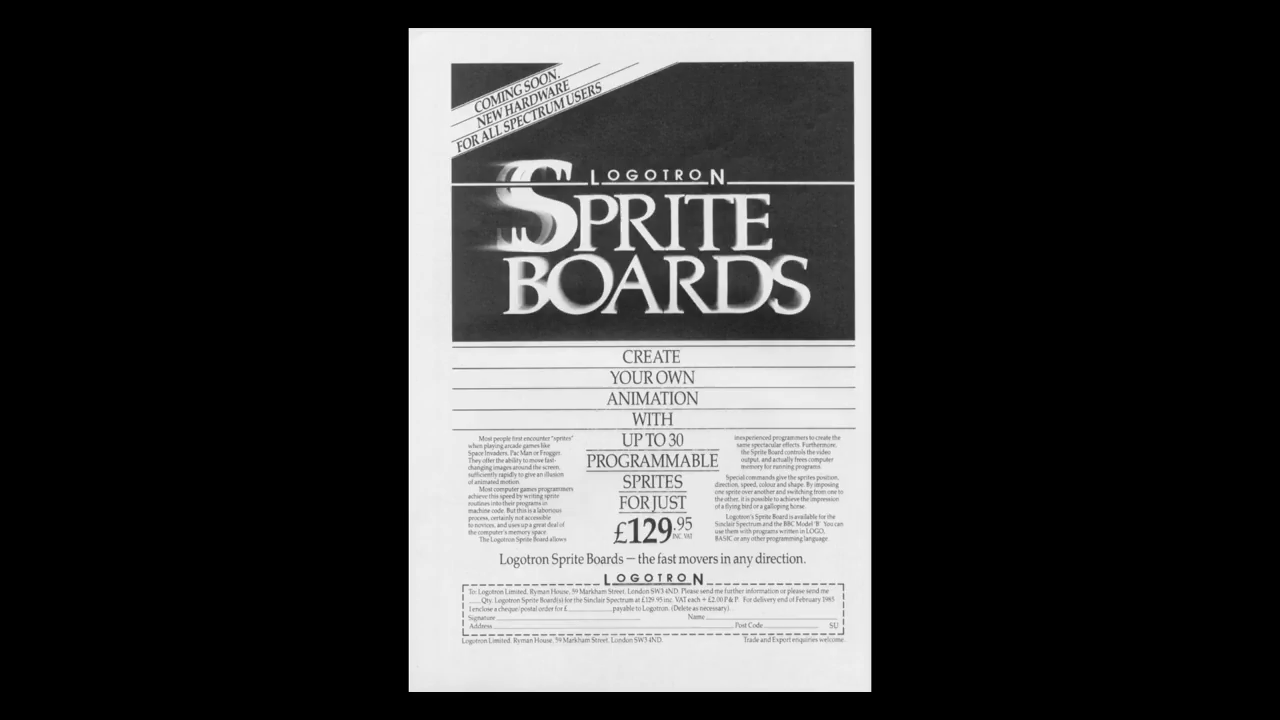 COMING SOON.
NEW HARDWARE
FOR ALL SPECTRUM USERS
LOGOTRON
SPRITE
BOARDS
CREATE
YOUR OWN
ANIMATION
WITH
UP TO 30
PROGRAMMABLE
SPRITES
FOR JUST
£129.95
INC. VAT
Most people first encounter "sprites"
when playing arcade games like
Space Invaders, Pac Man or Frogger.
They offer the ability to move fast-
changing images around the screen,
sufficiently rapidly to give an illusion
of animated motion.
Most computer games programmers
achieve this speed by writing sprite
routines into their programs in
machine code. But this is a laborious
process, certainly not accessible
to novices, and uses up a great deal of
the computer's memory space.
The Logotron Sprite Board allows
inexperienced programmers to create the
same spectacular effects. Furthermore,
the Sprite Board controls the video
output, and actually frees computer
memory for running programs.
Special commands give the sprites position,
direction, speed, colour and shape. By imposing
one sprite over another and switching from one to
the other, it is possible to achieve the impression
of a flying bird or a galloping horse.
Logotron's Sprite Board is available for the
Sinclair Spectrum and the BBC Model 'B'. You can
use them with programs written in LOGO,
BASIC or any other programming language.
Logotron Sprite Boards – the fast movers in any direction.
LOGOTRON
To: Logotron Limited, Ryman House, 59 Markham Street, London SW3 4ND. Please send me further information or please send me
Qty. Logotron Sprite Board(s) for the Sinclair Spectrum at £129.95 inc. VAT each + £2.00 P & P. For delivery end of February 1985
I enclose a cheque/postal order for £ payable to Logotron. (Delete as necessary).
Signature Name
Address Post Code SU
Logotron Limited, Ryman House, 59 Markham Street, London SW3 4ND. Trade and Export enquiries welcome.